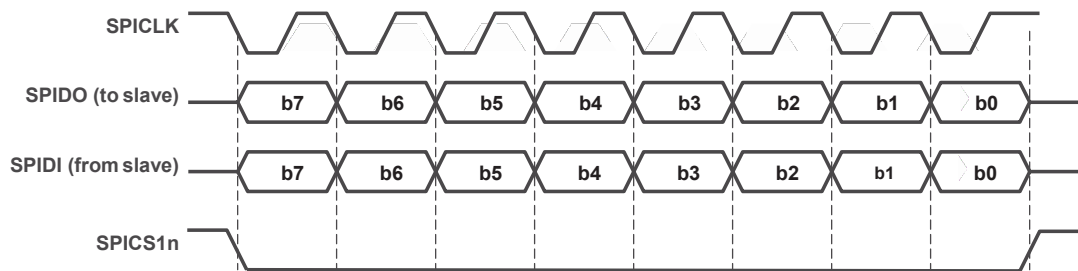 SPICLK
SPIDO (to slave) b7 b6 b5 b4 b3 b2 b1 b0
SPIDI (from slave) b7 b6 b5 b4 b3 b2 b1 b0
SPICS1n